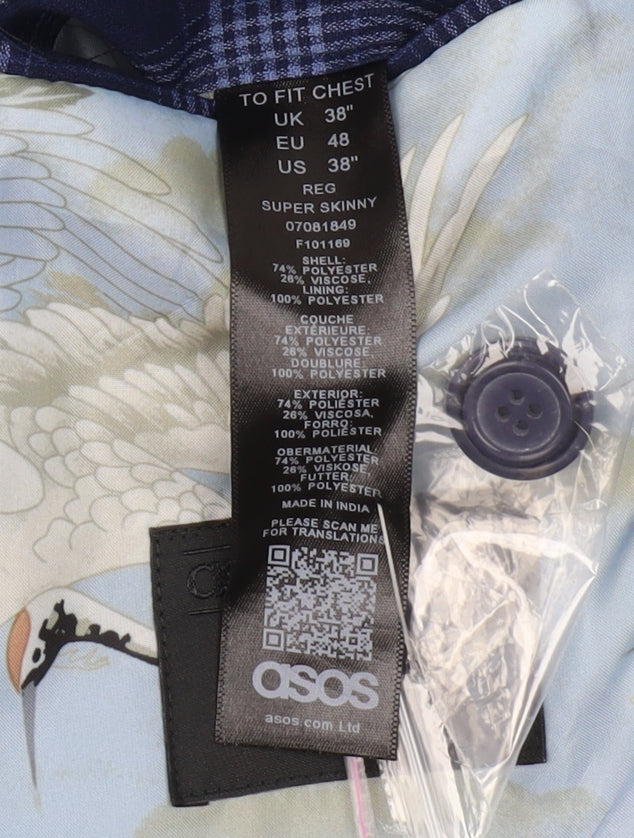 TO FIT CHEST
UK 38"
EU 48
US 38"
REG
SUPER SKINNY
07081849
F101169
SHELL:
74% POLYESTER
26% VISCOSE,
LINING:
100% POLYESTER
COUCHE
EXTÉRIEURE:
74% POLYESTER
26% VISCOSE,
DOUBLURE:
100% POLYESTER
EXTERIOR:
74% POLIÉSTER
26% VISCOSA,
FORRO:
100% POLIÉSTER
OBERMATERIAL:
74% POLYESTER
26% VISKOSE,
FUTTER:
100% POLYESTER
MADE IN INDIA
PLEASE SCAN ME
FOR TRANSLATIONS
asos
asos.com Ltd